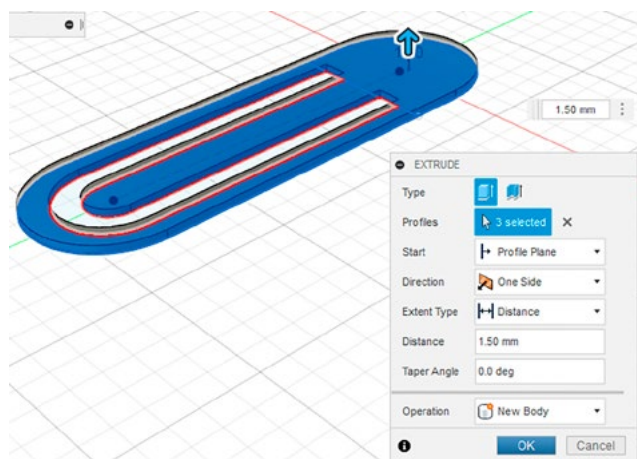 1.50 mm
EXTRUDE
Type
Profiles 3 selected
Start Profile Plane
Direction One Side
Extent Type Distance
Distance 1.50 mm
Taper Angle 0.0 deg
Operation New Body
OK Cancel